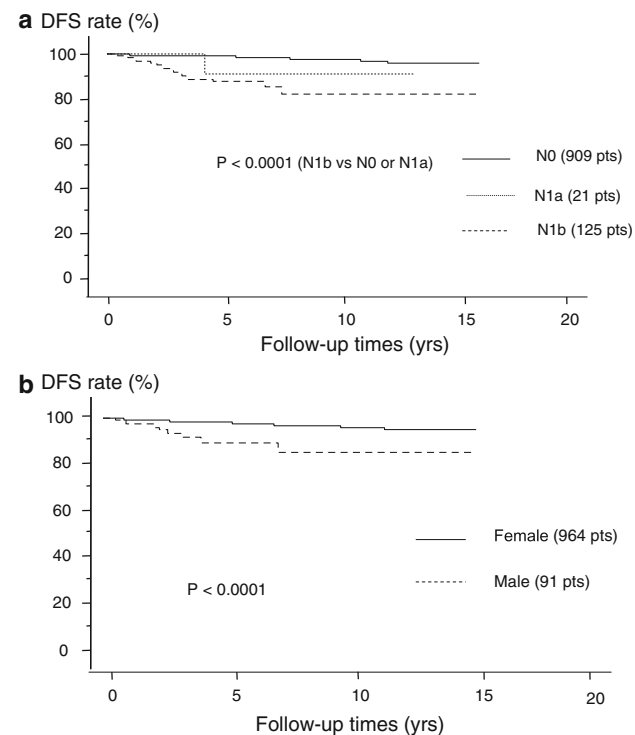 a DFS rate (%)
100
80
60
40
20
0
P < 0.0001 (N1b vs N0 or N1a)
N0 (909 pts)
N1a (21 pts)
N1b (125 pts)
0 5 10 15 20
Follow-up times (yrs)
b DFS rate (%)
100
80
60
40
20
0
P < 0.0001
Female (964 pts)
Male (91 pts)
0 5 10 15 20
Follow-up times (yrs)